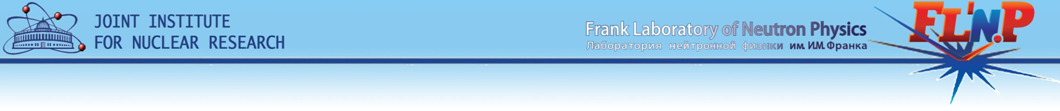 JOINT INSTITUTE
FOR NUCLEAR RESEARCH
Frank Laboratory of Neutron Physics
Лаборатория нейтронной физики им. И.М. Франка
FLNP